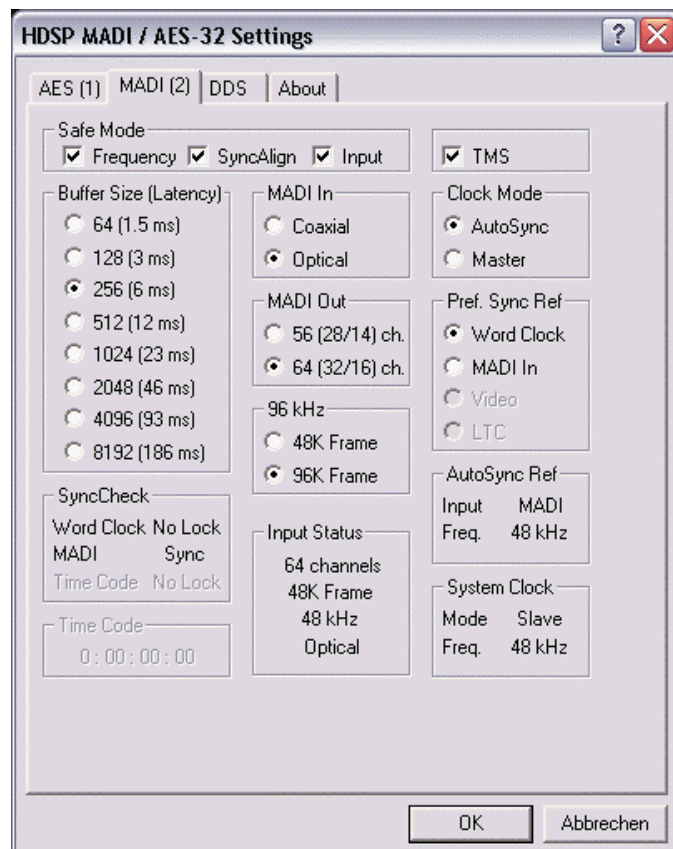 HDSP MADI / AES-32 Settings
AES (1) MADI (2) DDS About
Safe Mode
Frequency SyncAlign Input
TMS
Buffer Size (Latency)
64 (1.5 ms)
128 (3 ms)
256 (6 ms)
512 (12 ms)
1024 (23 ms)
2048 (46 ms)
4096 (93 ms)
8192 (186 ms)
SyncCheck
Word Clock No Lock
MADI Sync
Time Code No Lock
Time Code
0 : 00 : 00 : 00
MADI In
Coaxial
Optical
MADI Out
56 (28/14) ch.
64 (32/16) ch.
96 kHz
48K Frame
96K Frame
Input Status
64 channels
48K Frame
48 kHz
Optical
Clock Mode
AutoSync
Master
Pref. Sync Ref
Word Clock
MADI In
Video
LTC
AutoSync Ref
Input MADI
Freq. 48 kHz
System Clock
Mode Slave
Freq. 48 kHz
OK Abbrechen